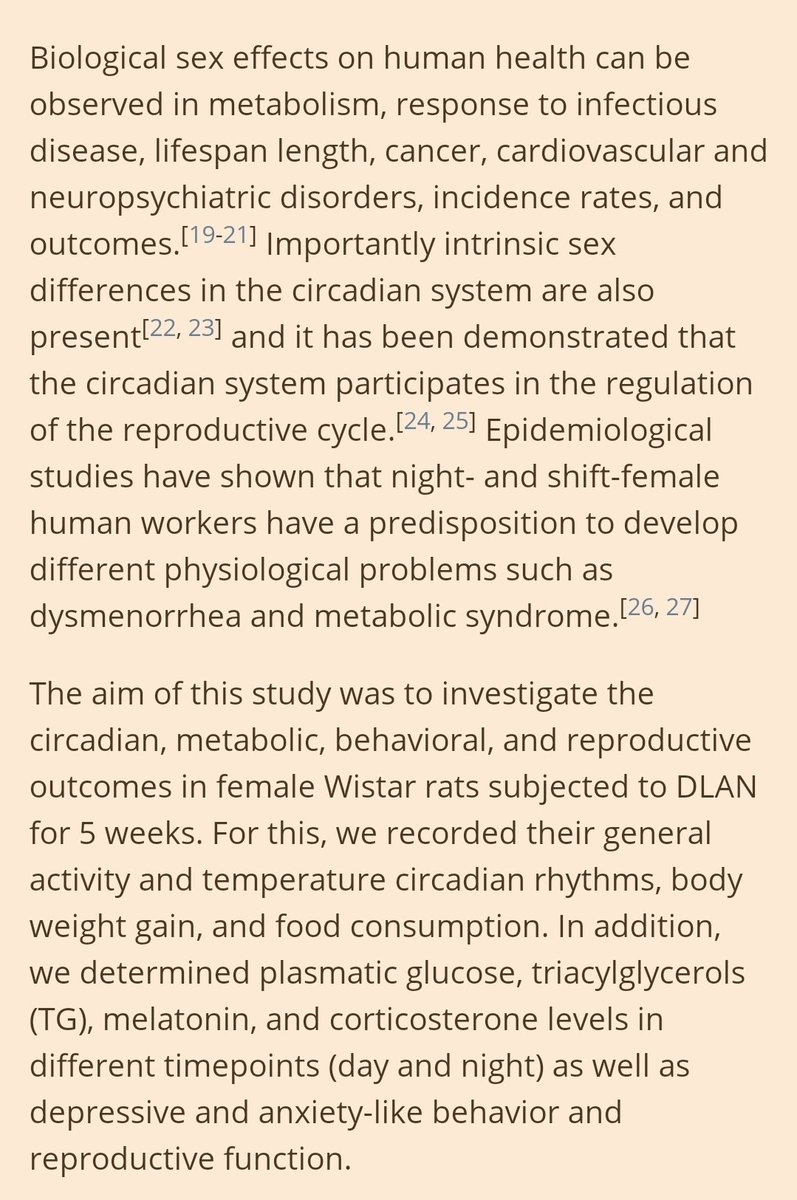 Biological sex effects on human health can be
observed in metabolism, response to infectious
disease, lifespan length, cancer, cardiovascular and
neuropsychiatric disorders, incidence rates, and
outcomes.[19-21] Importantly intrinsic sex
differences in the circadian system are also
present[22, 23] and it has been demonstrated that
the circadian system participates in the regulation
of the reproductive cycle.[24, 25] Epidemiological
studies have shown that night- and shift-female
human workers have a predisposition to develop
different physiological problems such as
dysmenorrhea and metabolic syndrome.[26, 27]
The aim of this study was to investigate the
circadian, metabolic, behavioral, and reproductive
outcomes in female Wistar rats subjected to DLAN
for 5 weeks. For this, we recorded their general
activity and temperature circadian rhythms, body
weight gain, and food consumption. In addition,
we determined plasmatic glucose, triacylglycerols
(TG), melatonin, and corticosterone levels in
different timepoints (day and night) as well as
depressive and anxiety-like behavior and
reproductive function.